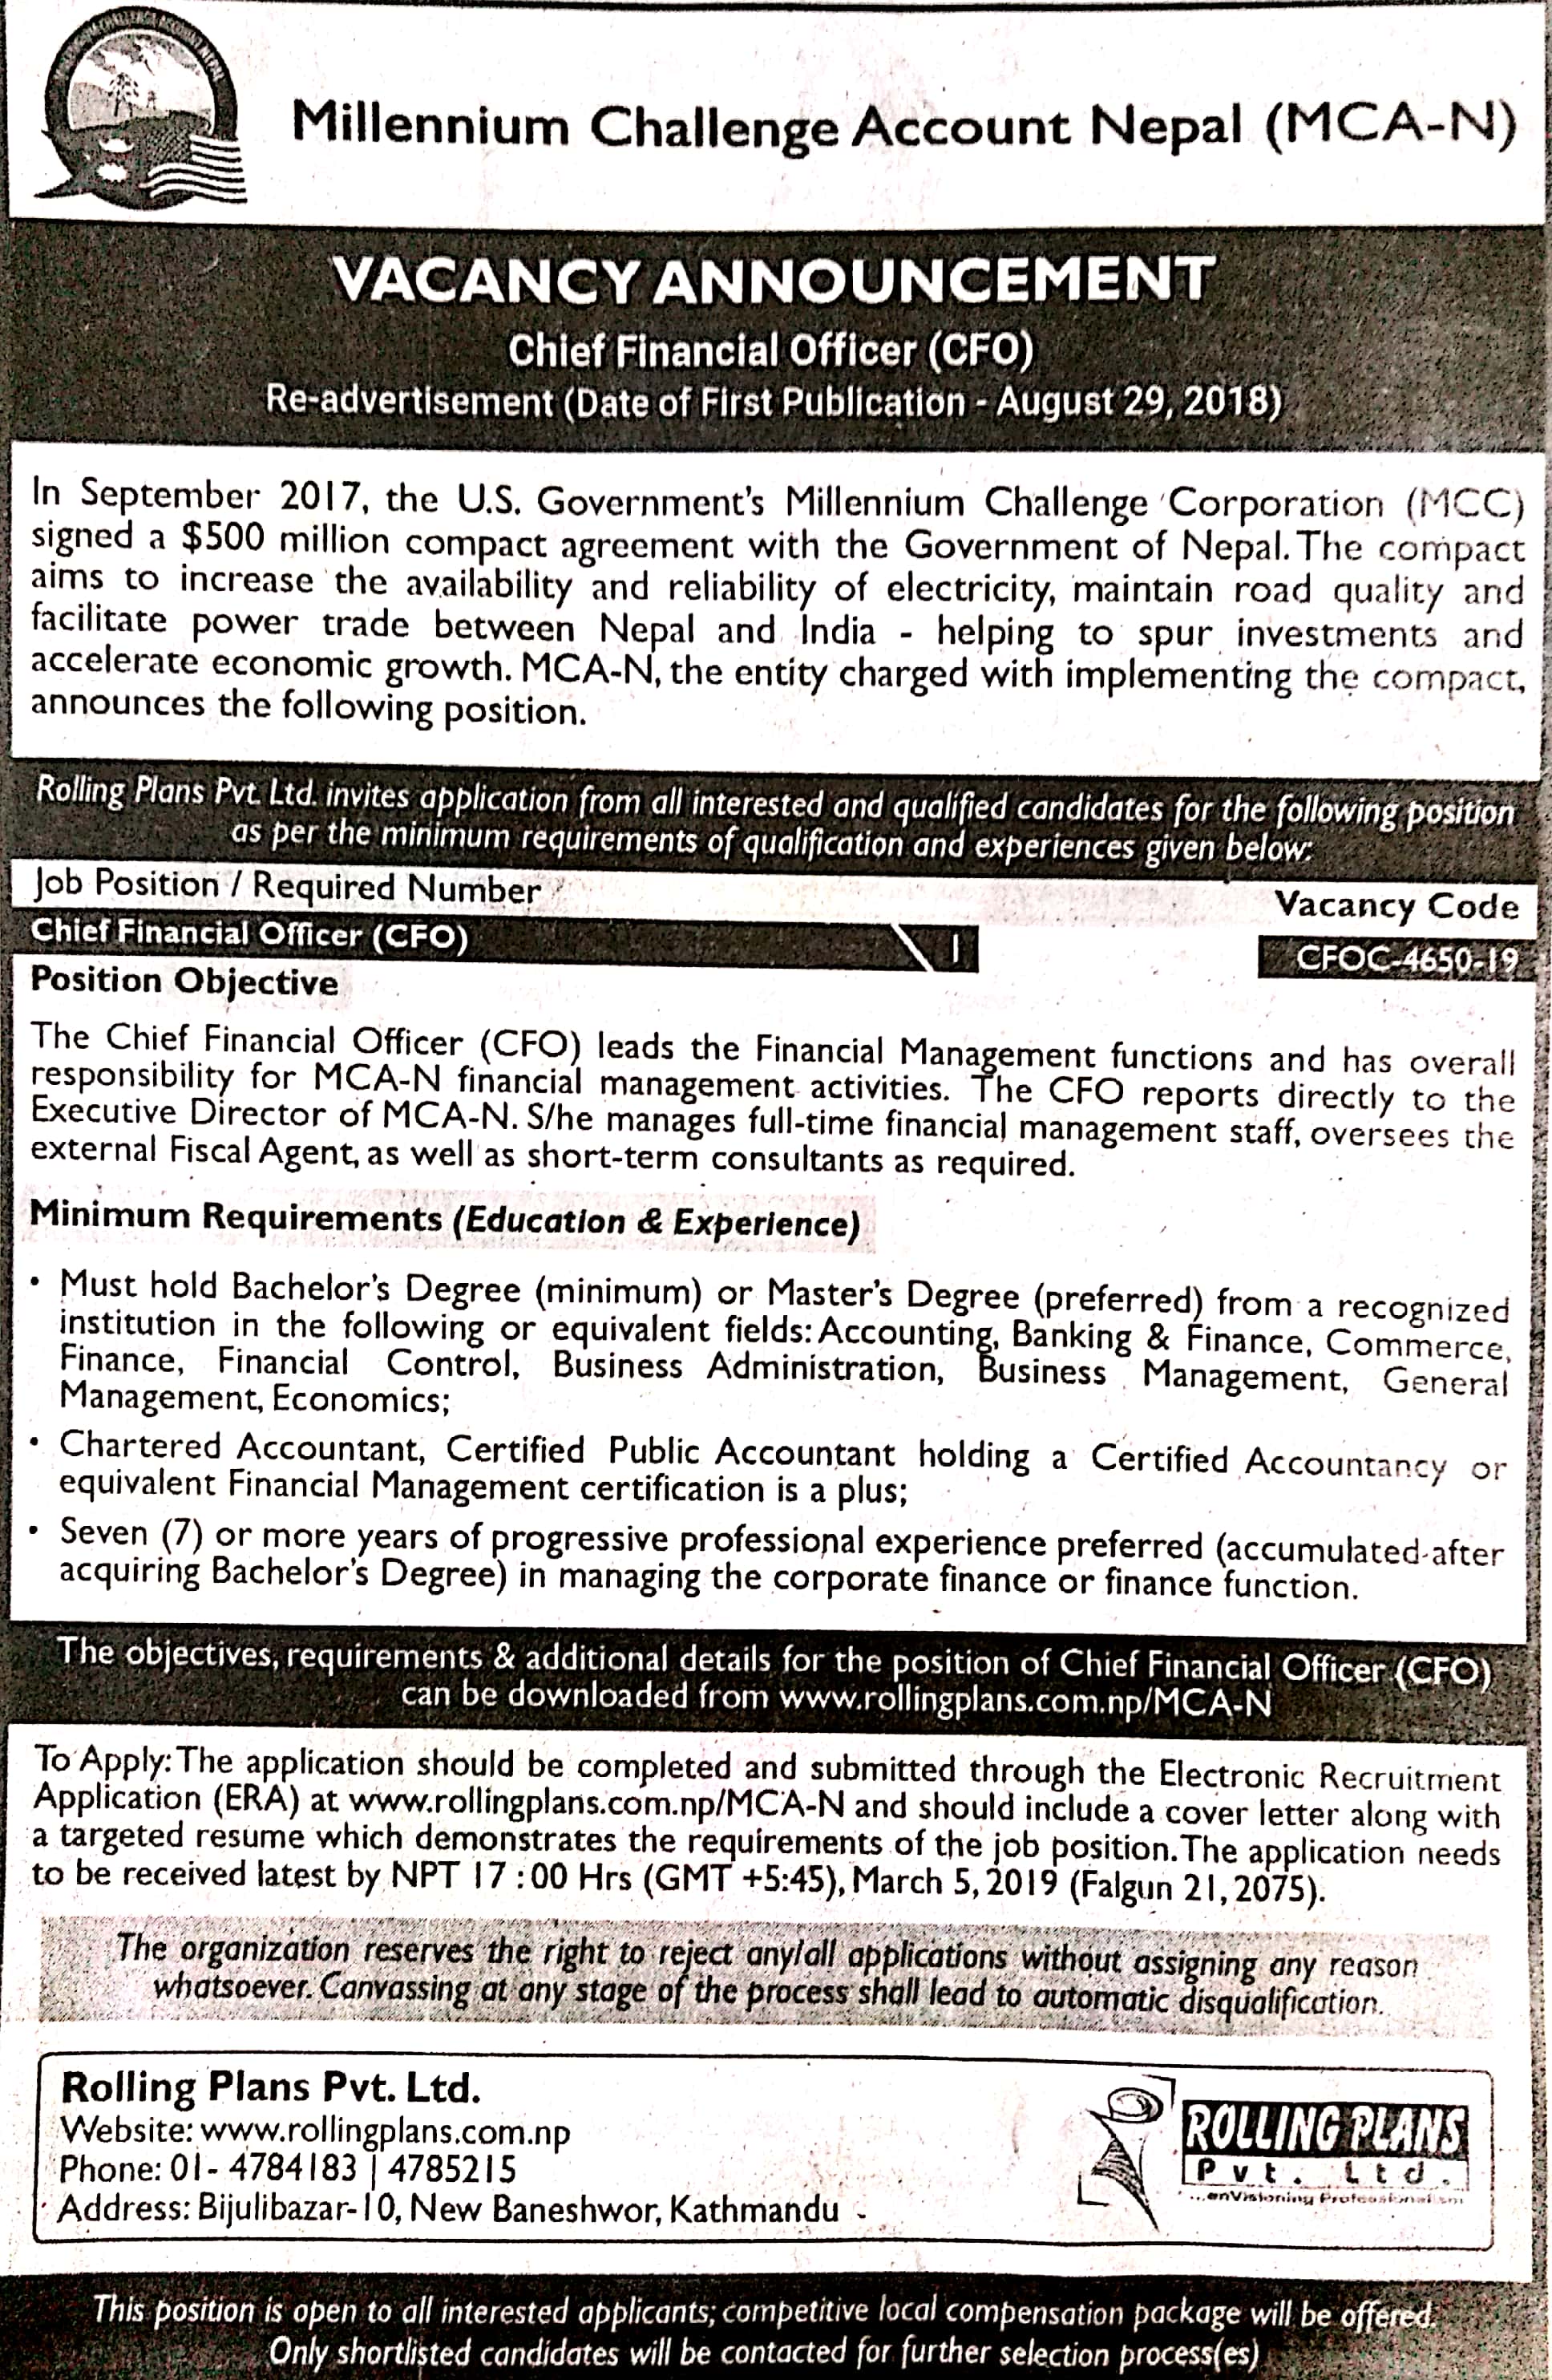 Millennium Challenge Account Nepal (MCA-N)
VACANCY ANNOUNCEMENT
Chief Financial Officer (CFO)
Re-advertisement (Date of First Publication - August 29, 2018)
In September 2017, the U.S. Government's Millennium Challenge Corporation (MCC)
signed a $500 million compact agreement with the Government of Nepal. The compact
aims to increase the availability and reliability of electricity, maintain road quality and
facilitate power trade between Nepal and India - helping to spur investments and
accelerate economic growth. MCA-N, the entity charged with implementing the compact,
announces the following position.
Rolling Plans Pvt. Ltd. invites application from all interested and qualified candidates for the following position
as per the minimum requirements of qualification and experiences given below:
Job Position / Required Number
Vacancy Code
Chief Financial Officer (CFO) 1
CFOC-4650-19
Position Objective
The Chief Financial Officer (CFO) leads the Financial Management functions and has overall
responsibility for MCA-N financial management activities. The CFO reports directly to the
Executive Director of MCA-N. S/he manages full-time financial management staff, oversees the
external Fiscal Agent, as well as short-term consultants as required.
Minimum Requirements (Education & Experience)
• Must hold Bachelor's Degree (minimum) or Master's Degree (preferred) from a recognized
institution in the following or equivalent fields: Accounting, Banking & Finance, Commerce,
Finance, Financial Control, Business Administration, Business Management, General
Management, Economics;
• Chartered Accountant, Certified Public Accountant holding a Certified Accountancy or
equivalent Financial Management certification is a plus;
• Seven (7) or more years of progressive professional experience preferred (accumulated-after
acquiring Bachelor's Degree) in managing the corporate finance or finance function.
The objectives, requirements & additional details for the position of Chief Financial Officer (CFO)
can be downloaded from www.rollingplans.com.np/MCA-N
To Apply: The application should be completed and submitted through the Electronic Recruitment
Application (ERA) at www.rollingplans.com.np/MCA-N and should include a cover letter along with
a targeted resume which demonstrates the requirements of the job position. The application needs
to be received latest by NPT 17 : 00 Hrs (GMT +5:45), March 5, 2019 (Falgun 21, 2075).
The organization reserves the right to reject any/all applications without assigning any reason
whatsoever. Canvassing at any stage of the process shall lead to automatic disqualification.
Rolling Plans Pvt. Ltd.
Website: www.rollingplans.com.np
Phone: 01- 4784183 | 4785215
Address: Bijulibazar-10, New Baneshwor, Kathmandu
ROLLING PLANS
Pvt. Ltd.
...enVisioning Professionalism
This position is open to all interested applicants; competitive local compensation package will be offered.
Only shortlisted candidates will be contacted for further selection process(es)